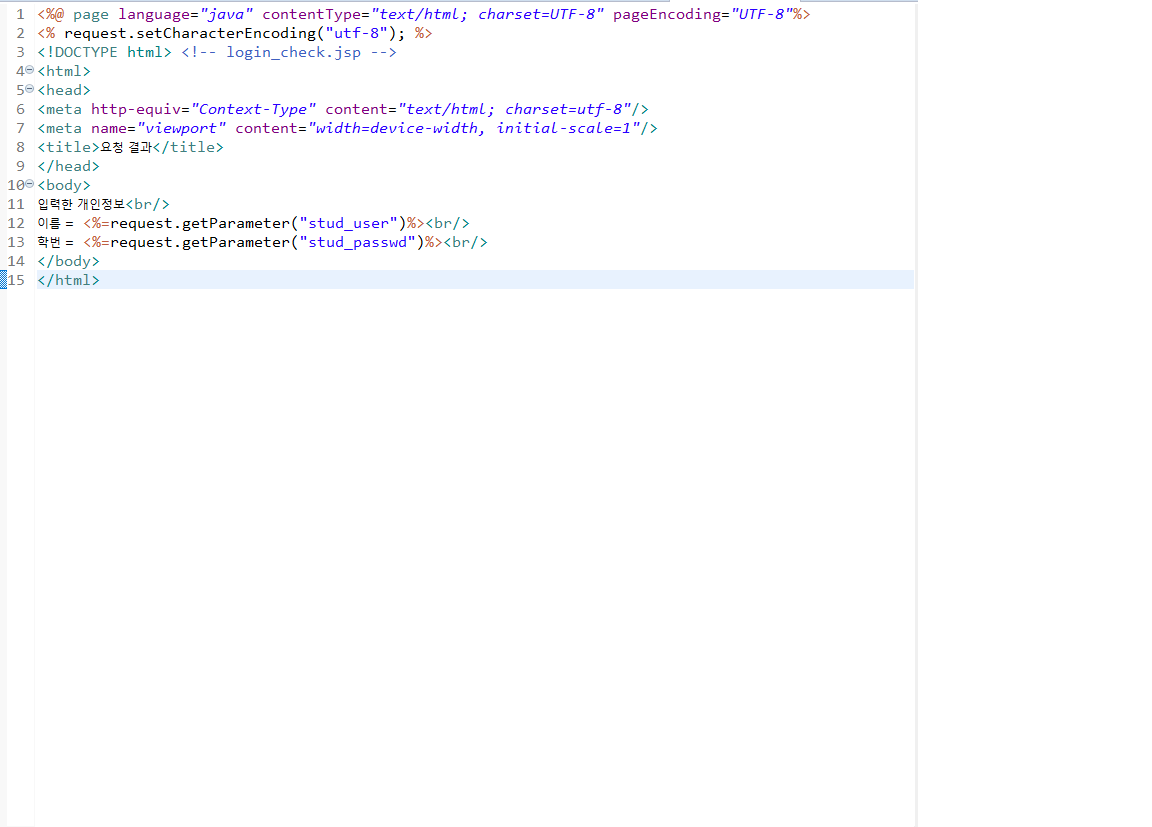 1 <%@ page language="java" contentType="text/html; charset=UTF-8" pageEncoding="UTF-8"%>
2 <% request.setCharacterEncoding("utf-8"); %>
3 <!DOCTYPE html> <!-- login_check.jsp -->
4 <html>
5 <head>
6 <meta http-equiv="Context-Type" content="text/html; charset=utf-8"/>
7 <meta name="viewport" content="width=device-width, initial-scale=1"/>
8 <title>요청 결과</title>
9 </head>
10 <body>
11 입력한 개인정보<br/>
12 이름 = <%=request.getParameter("stud_user")%><br/>
13 학번 = <%=request.getParameter("stud_passwd")%><br/>
14 </body>
15 </html>